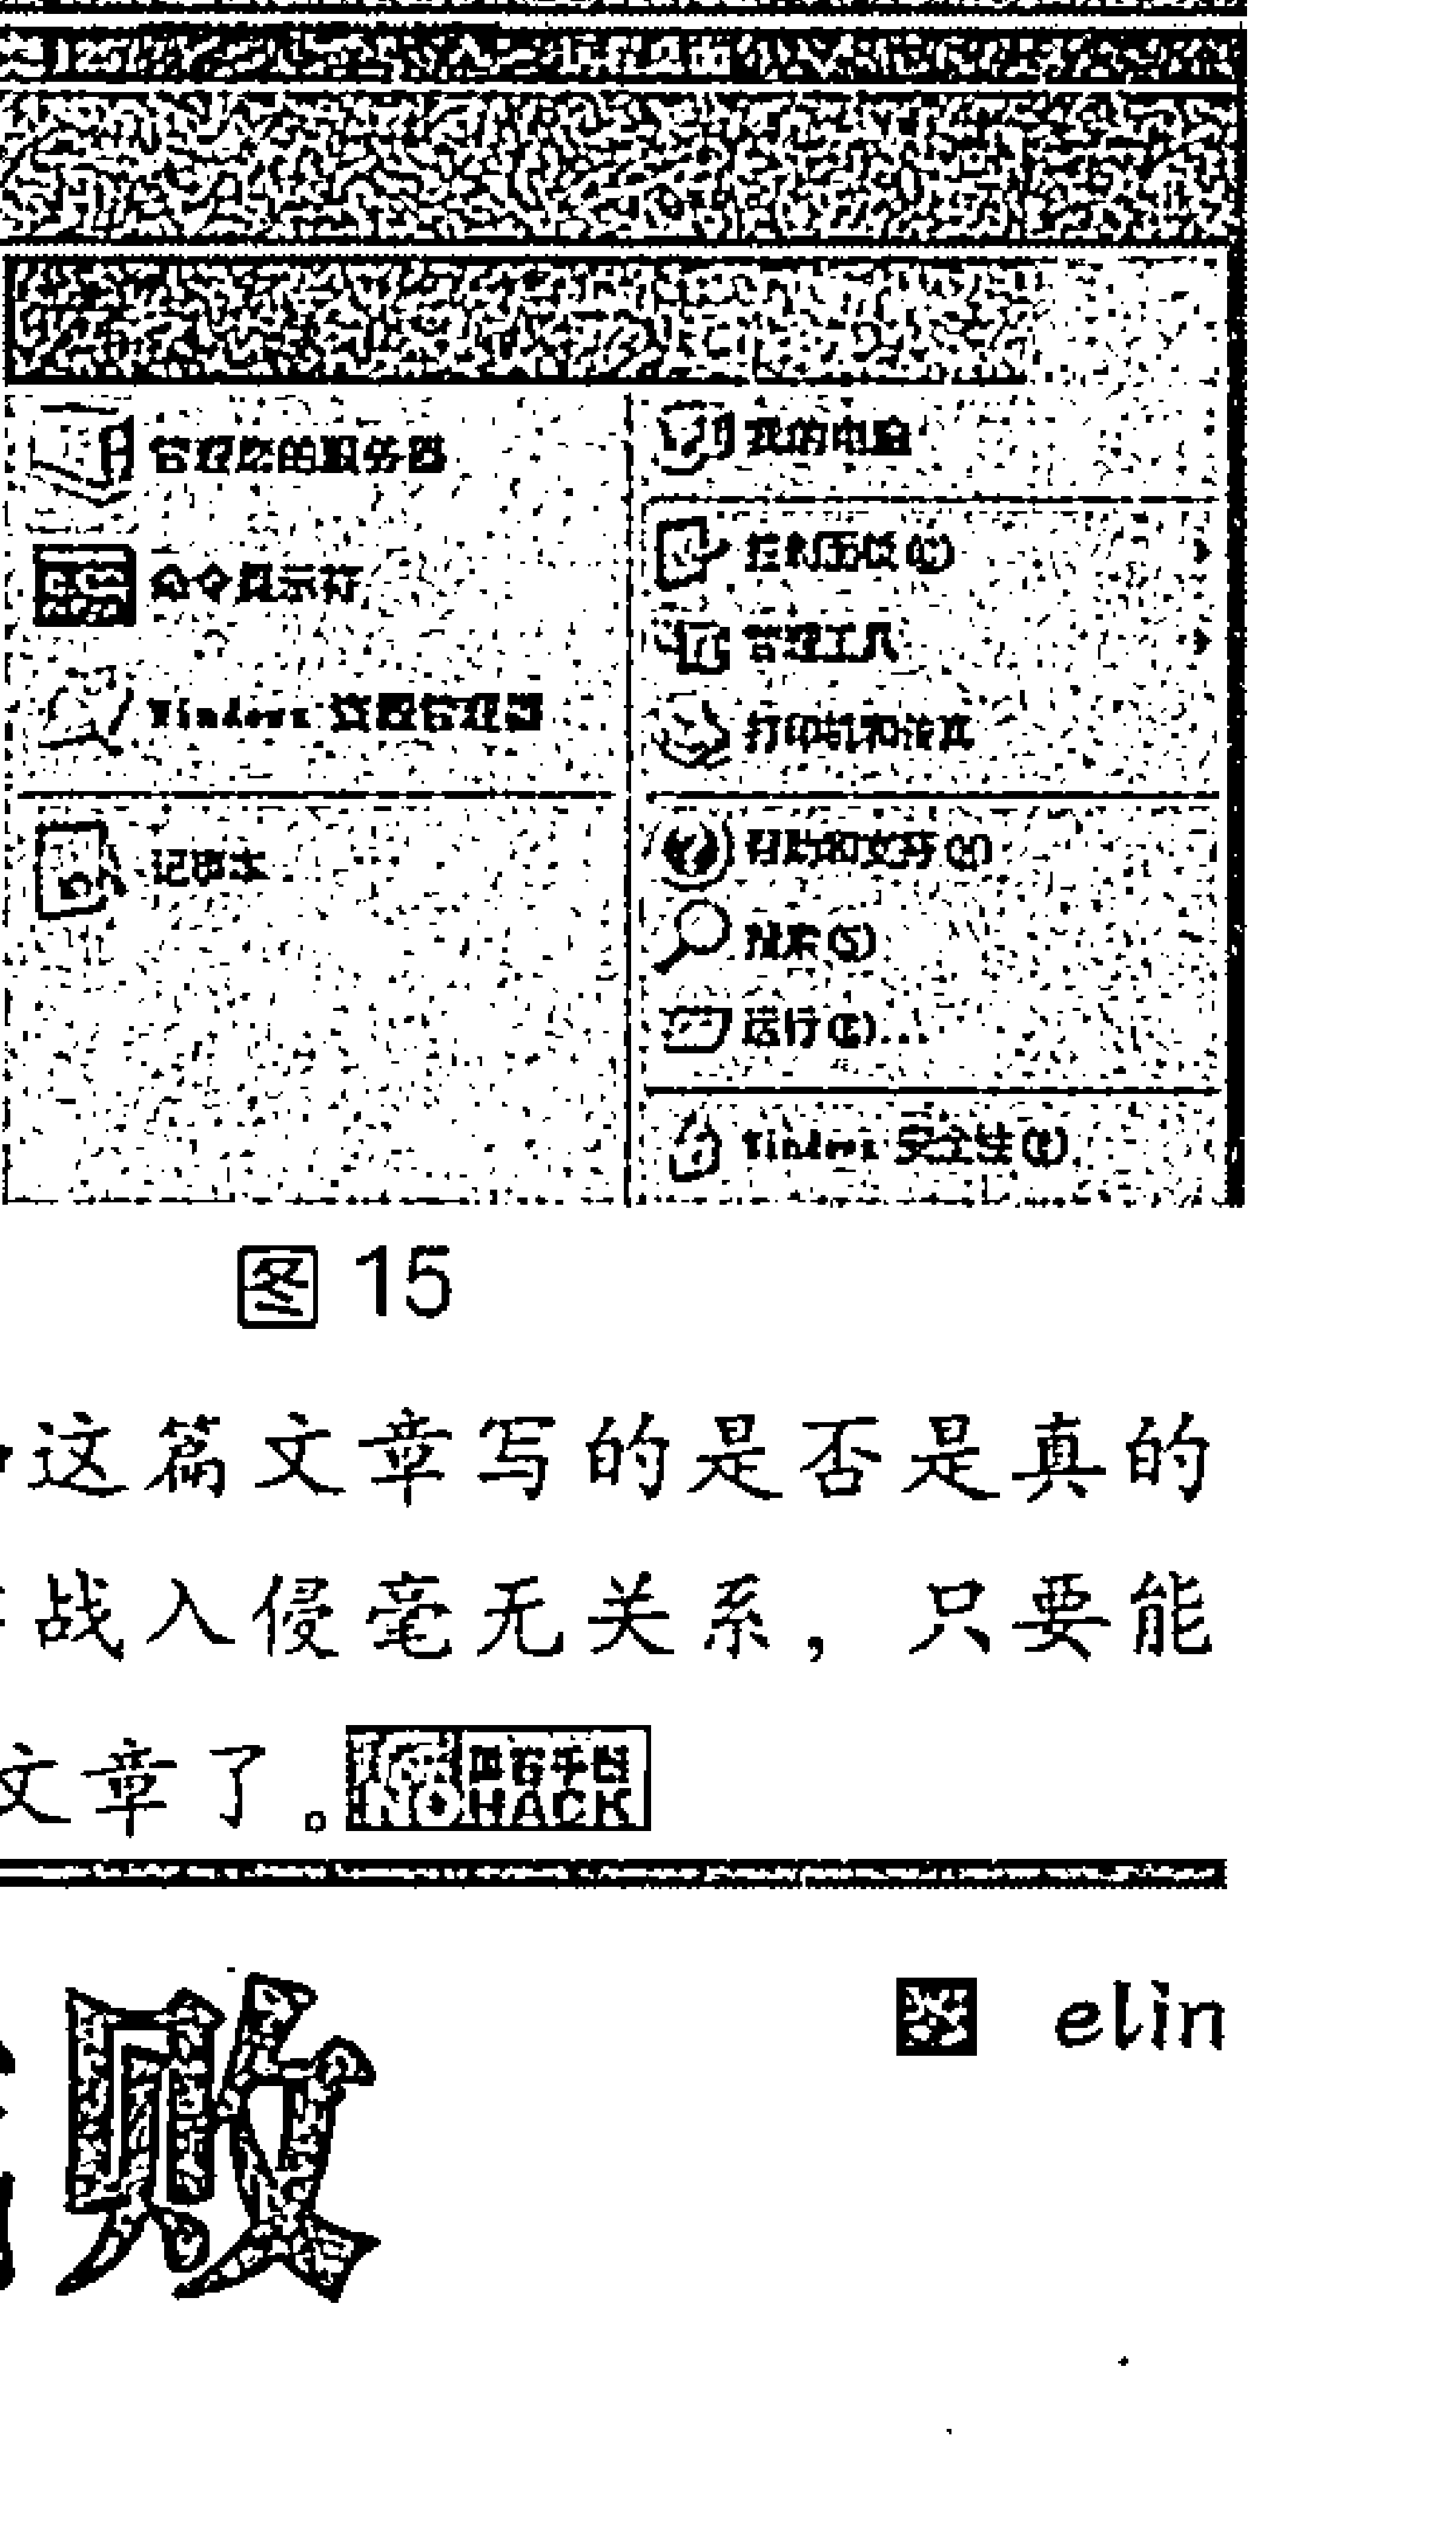 管理您的服务器
命令提示符
Windows 资源管理器
记事本
我的电脑
控制面板(C)
管理工具
打印机和传真
帮助和支持(H)
搜索(S)
运行(R)...
Windows 安全性(E)
图 15
这篇文章写的是否是真的
战入侵毫无关系，只要能
文章了。
HACK
败
elin